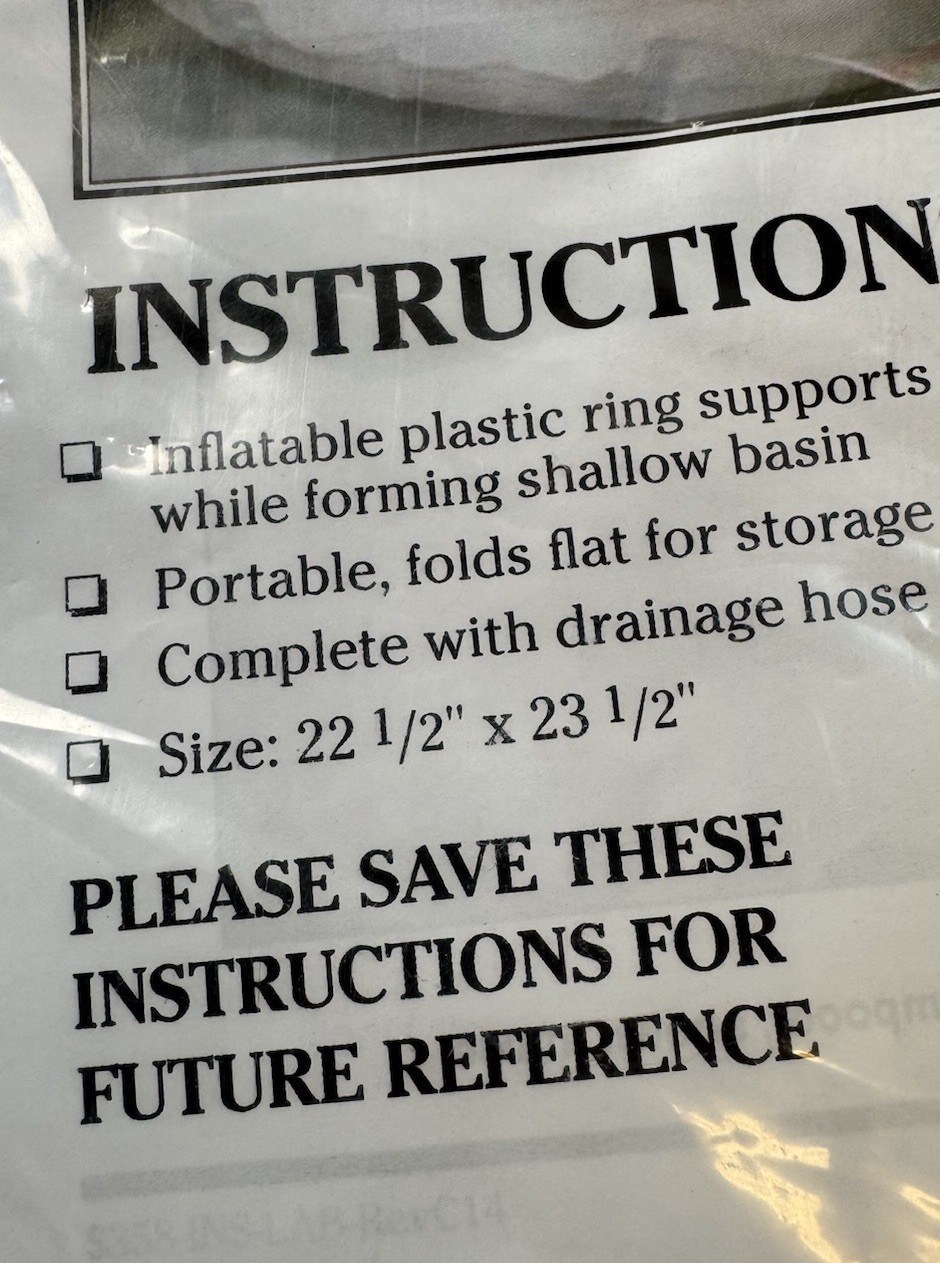 INSTRUCTION
❏ Inflatable plastic ring supports
while forming shallow basin
❏ Portable, folds flat for storage
❏ Complete with drainage hose
❏ Size: 22 1/2" x 23 1/2"
PLEASE SAVE THESE
INSTRUCTIONS FOR
FUTURE REFERENCE